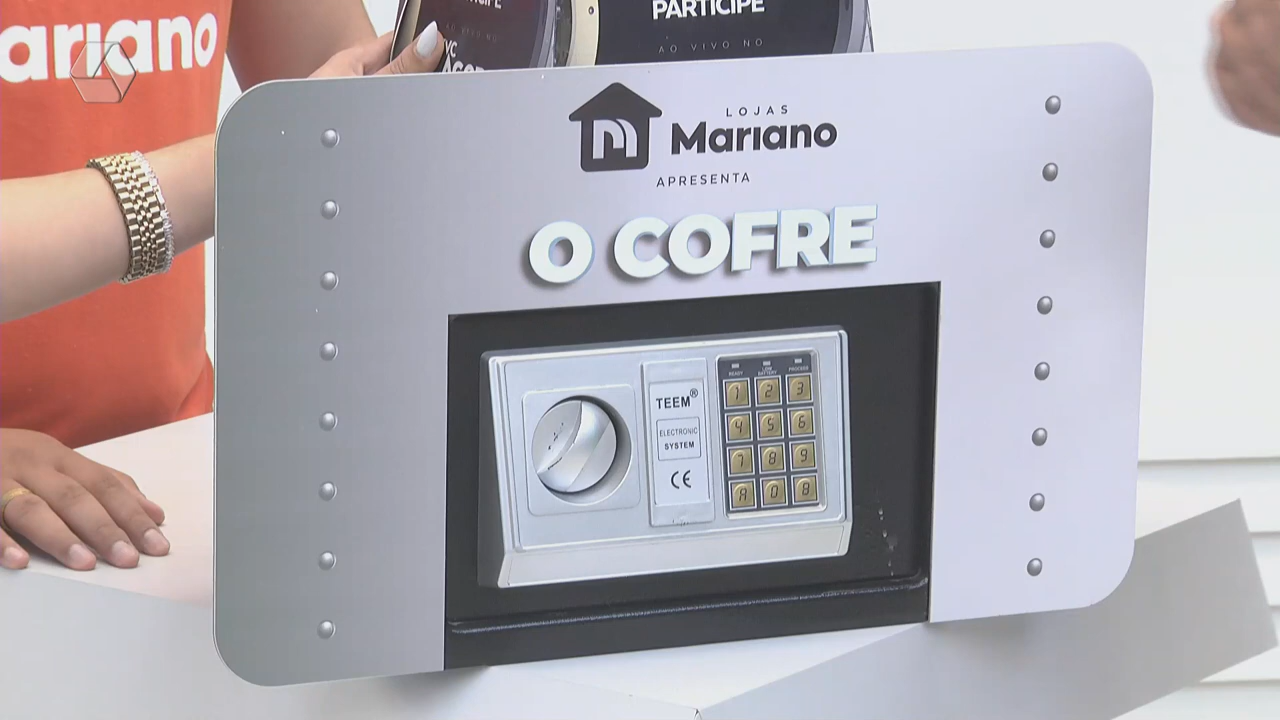 PARTICIPE
AO VIVO NO
ariano
LOJAS
Mariano
APRESENTA
O COFRE
READY
LOW BATTERY
PROCESS
TEEM®
ELECTRONIC
SYSTEM
CE
1 2 3
4 5 6
7 8 9
A 0 B